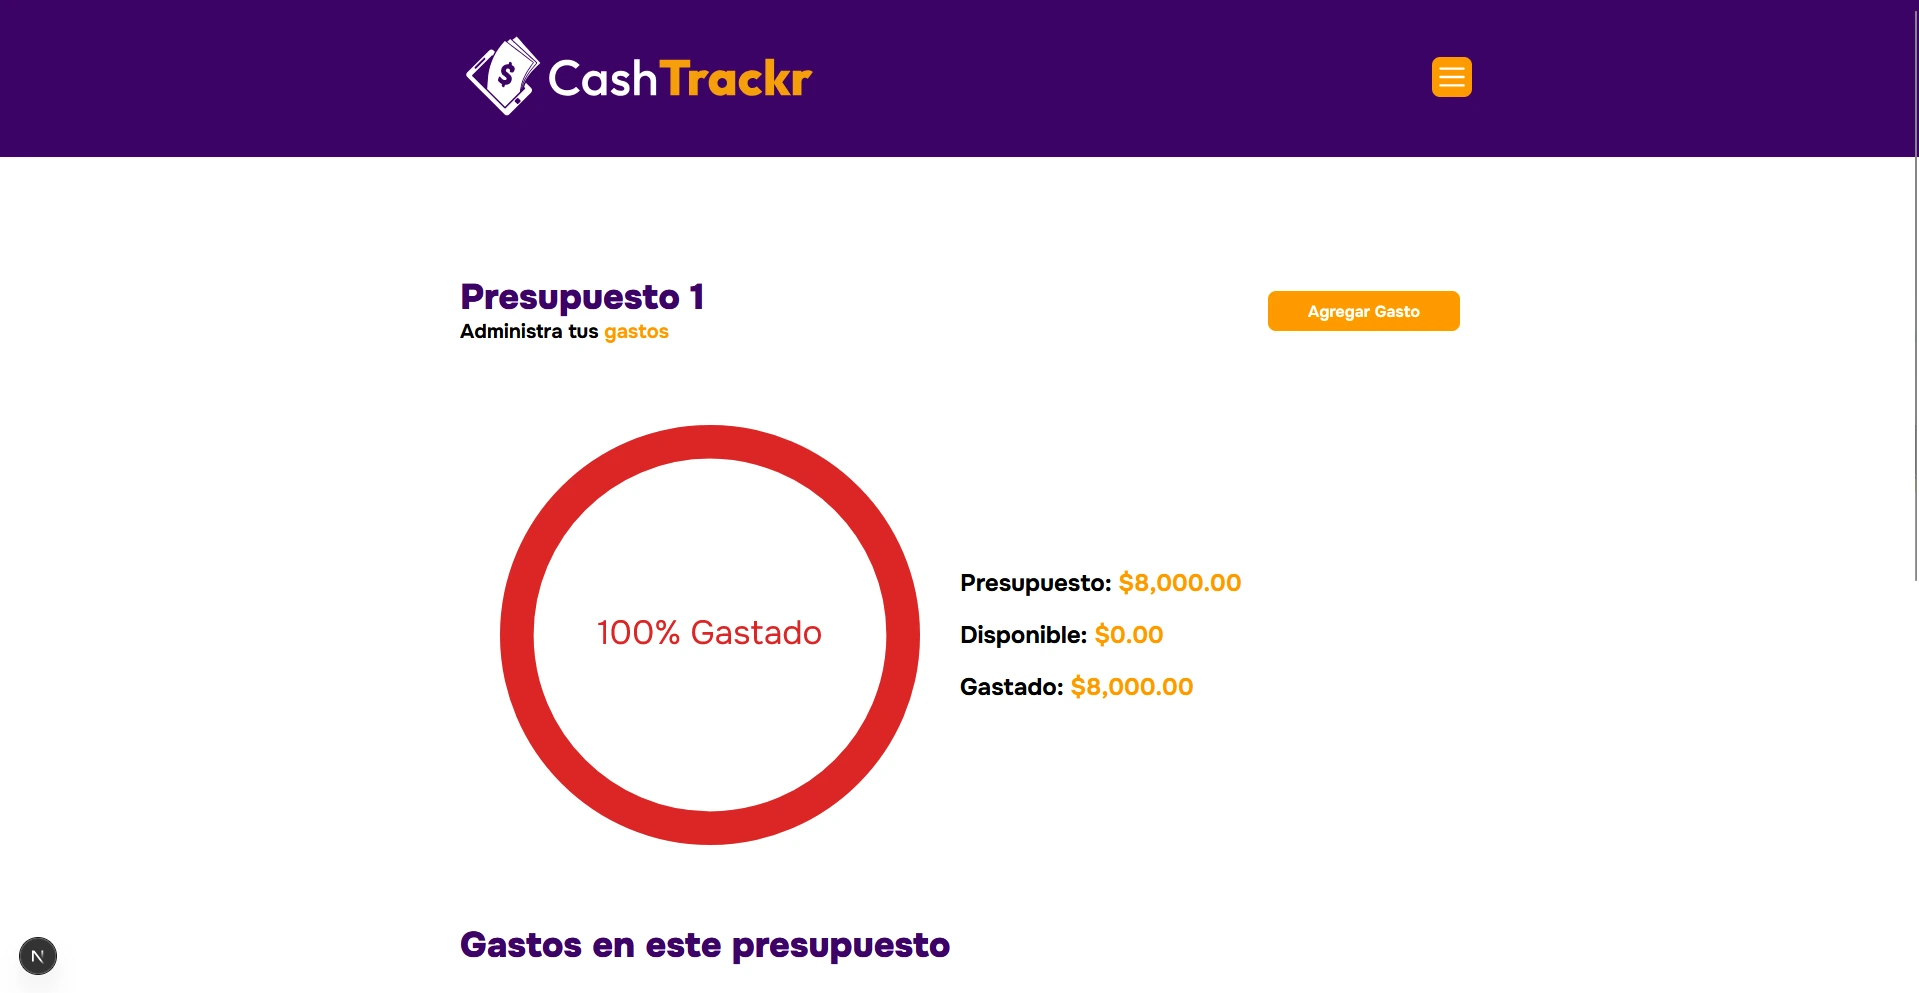 CashTrackr
Presupuesto 1
Administra tus gastos
Agregar Gasto
100% Gastado
Presupuesto: $8,000.00
Disponible: $0.00
Gastado: $8,000.00
Gastos en este presupuesto
N